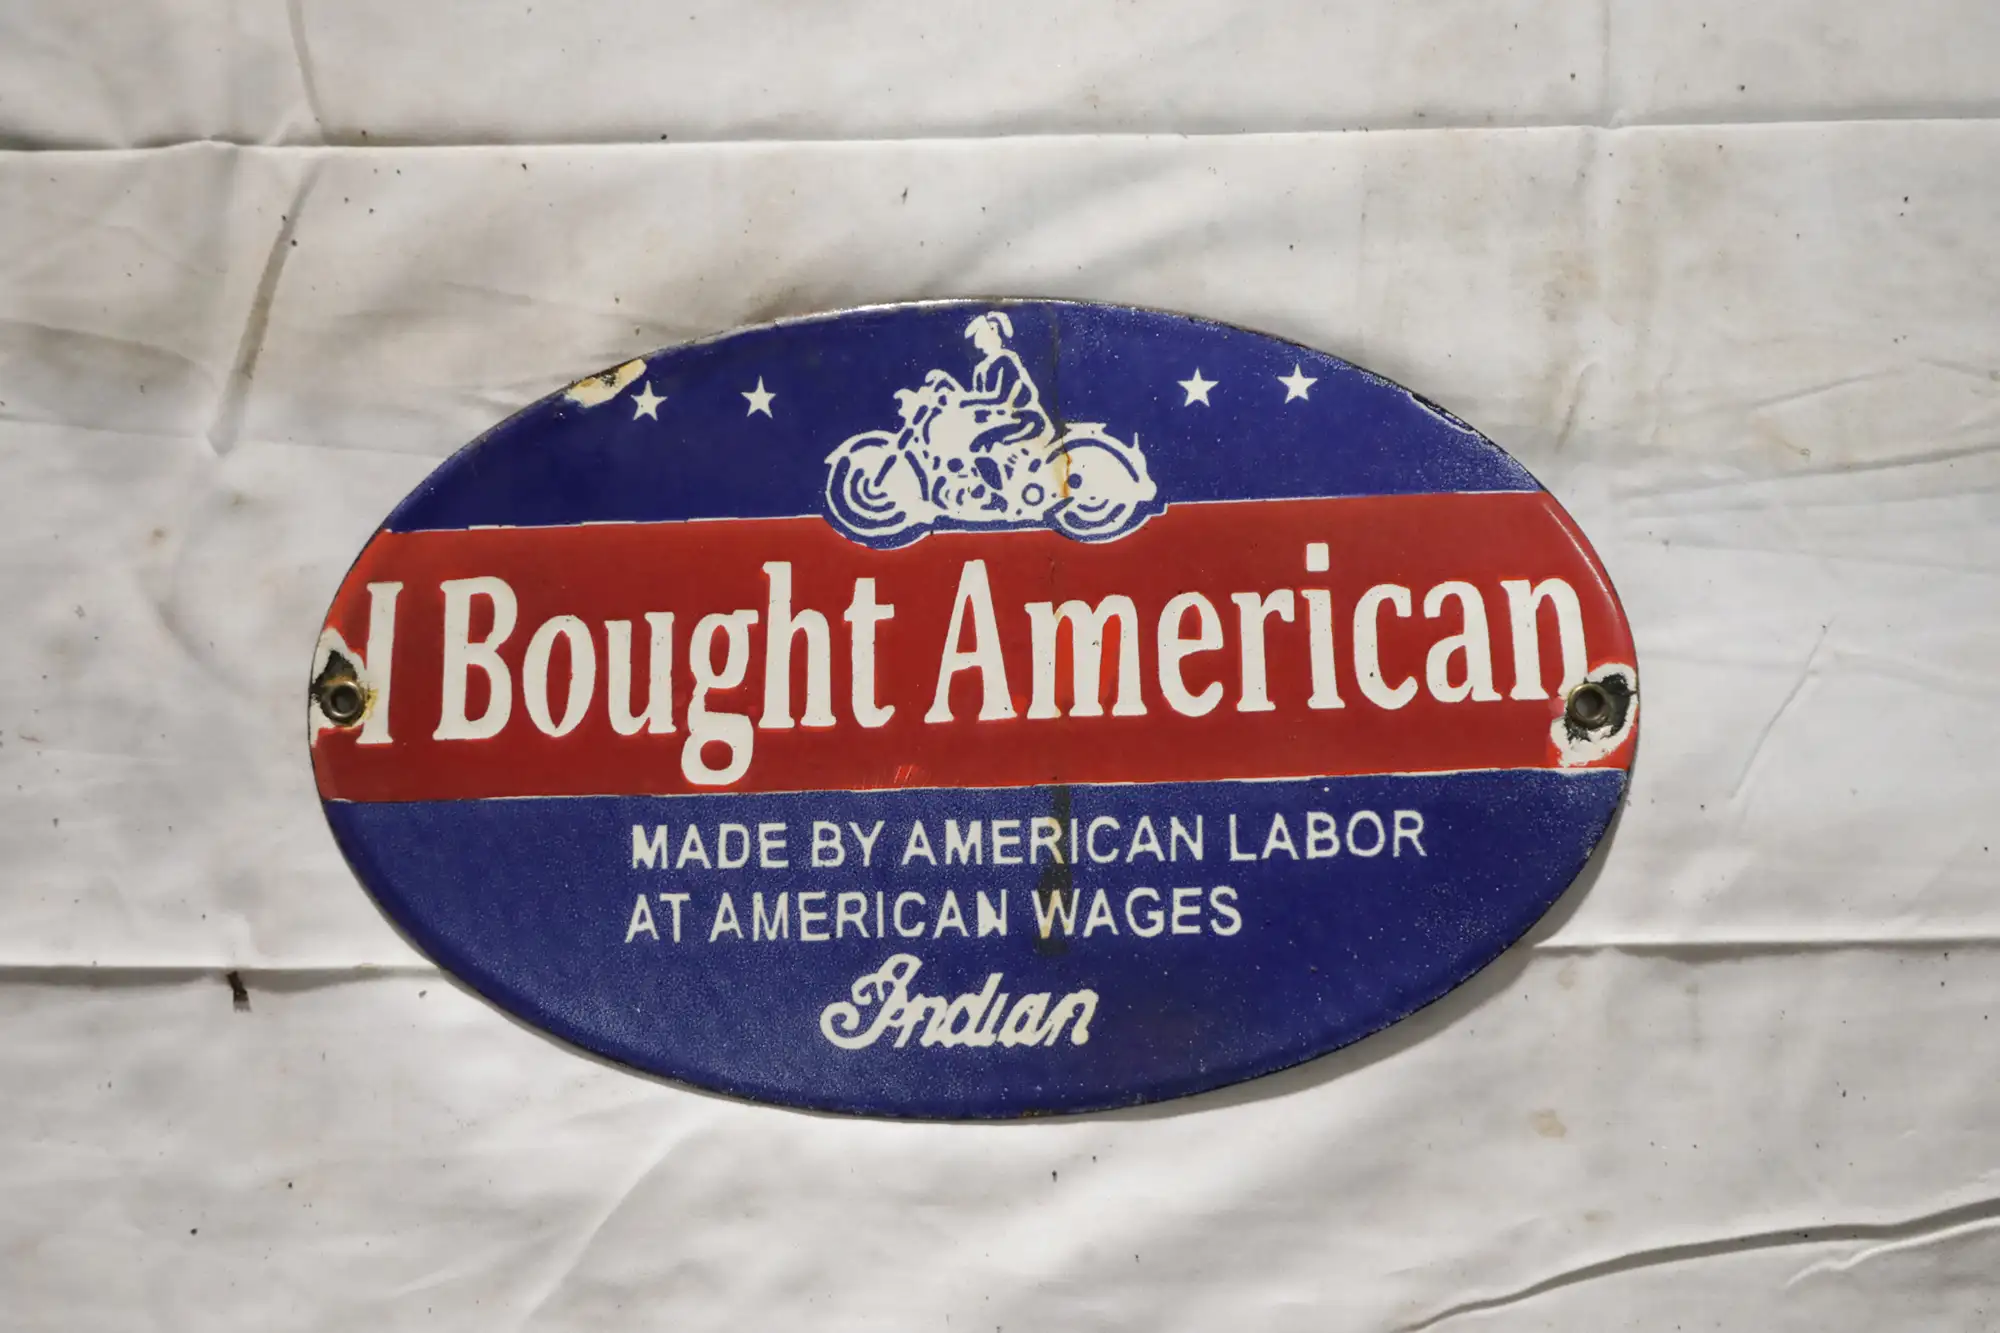 I Bought American
MADE BY AMERICAN LABOR
AT AMERICAN WAGES
Indian